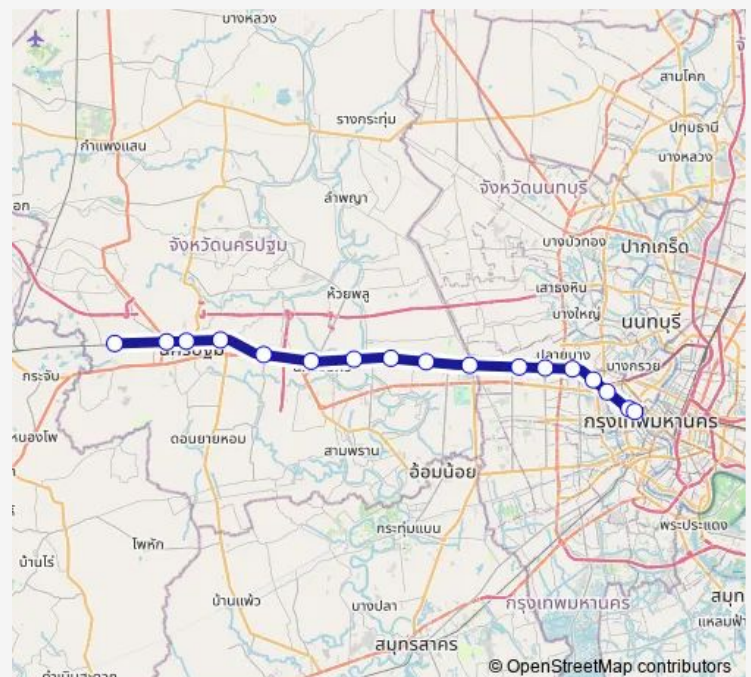 บางหลวง
สามโคก
รางกระทุ่ม
ปทุมธานี
กำแพงแสน
บางหลวง
จังหวัดนนทบุรี
ลำพญา
จังหวัดนครปฐม
บางบัวทอง
ปากเกร็ด
เสาธงหิน
ห้วยพลู
บางใหญ่
นนทบุรี
ปลายบาง
บางกรวย
กระจับ
กรุงเทพมหานคร
หนองโพ
ดอนยายหอม
สามพราน
อ้อมน้อย
พระประแดง
กระทุ่มแบน
โพหัก
บ้านไร่
สมุท
บ้านแพ้ว
บางปลา
กรุงเทพมหานคร
แหลมฟ้า
สมุทรสาคร
© OpenStreetMap contributors